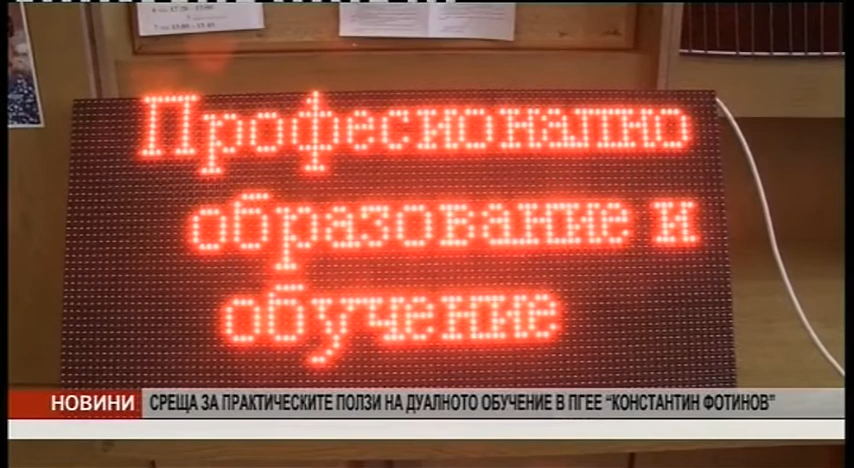 Професионално
образование и
обучение
НОВИНИ
СРЕЩА ЗА ПРАКТИЧЕСКИТЕ ПОЛЗИ НА ДУАЛНОТО ОБУЧЕНИЕ В ПГЕЕ "КОНСТАНТИН ФОТИНОВ"